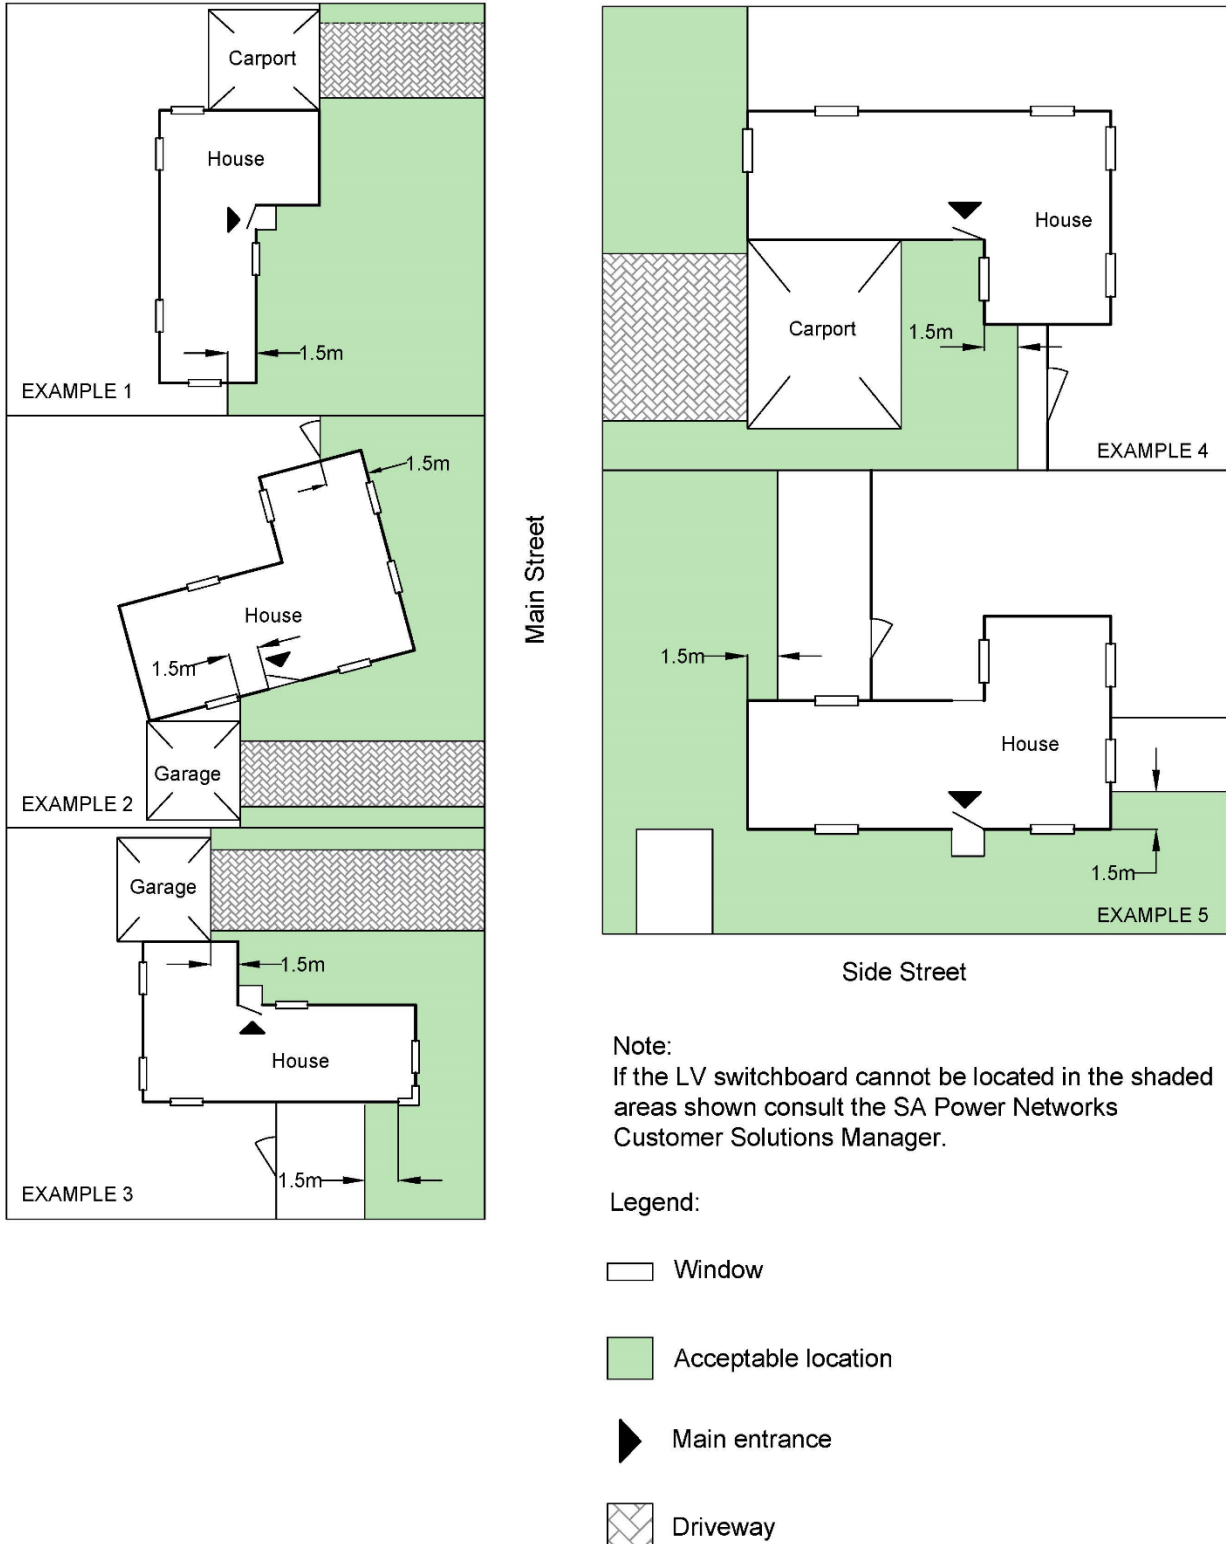 Carport
House
1.5m
EXAMPLE 1
1.5m
House
1.5m
Garage
EXAMPLE 2
Garage
1.5m
House
1.5m
EXAMPLE 3
Main Street
House
Carport
1.5m
EXAMPLE 4
1.5m
House
1.5m
EXAMPLE 5
Side Street
Note:
If the LV switchboard cannot be located in the shaded
areas shown consult the SA Power Networks
Customer Solutions Manager.
Legend:
Window
Acceptable location
Main entrance
Driveway